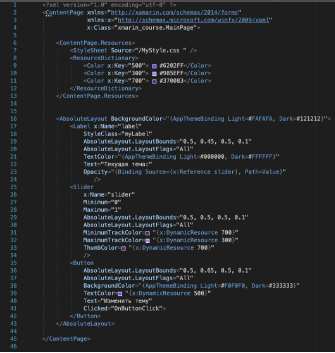 <?xml version="1.0" encoding="utf-8" ?>
<ContentPage xmlns="http://xamarin.com/schemas/2014/forms"
xmlns:x="http://schemas.microsoft.com/winfx/2009/xaml"
x:Class="xmarin_course.MainPage">
<ContentPage.Resources>
<StyleSheet Source="/MyStyle.css " />
<ResourceDictionary>
<Color x:Key="500"> #6202FF</Color>
<Color x:Key="300"> #985EFF</Color>
<Color x:Key="700"> #370083</Color>
</ResourceDictionary>
</ContentPage.Resources>
<AbsoluteLayout BackgroundColor="{AppThemeBinding Light=#FAFAFA, Dark=#121212}">
<Label x:Name="label"
StyleClass="myLabel"
AbsoluteLayout.LayoutBounds="0.5, 0.45, 0.5, 0.1"
AbsoluteLayout.LayoutFlags="All"
TextColor="{AppThemeBinding Light=#000000, Dark=#FFFFFF}"
Text="Текущая тема:"
Opacity="{Binding Source={x:Reference slider}, Path=Value}"
/>
<Slider
x:Name="slider"
Minimum="0"
Maximum="1"
AbsoluteLayout.LayoutBounds="0.5, 0.5, 0.5, 0.1"
AbsoluteLayout.LayoutFlags="All"
MinimumTrackColor= "{x:DynamicResource 700}"
MaximumTrackColor= "{x:DynamicResource 300}"
ThumbColor= "{x:DynamicResource 700}"
/>
<Button
AbsoluteLayout.LayoutBounds="0.5, 0.65, 0.5, 0.1"
AbsoluteLayout.LayoutFlags="All"
BackgroundColor="{AppThemeBinding Light=#F0F0F0, Dark=#333333}"
TextColor= "{x:DynamicResource 500}"
Text="Изменить тему"
Clicked="OnButtonClick">
</Button>
</AbsoluteLayout>
</ContentPage>